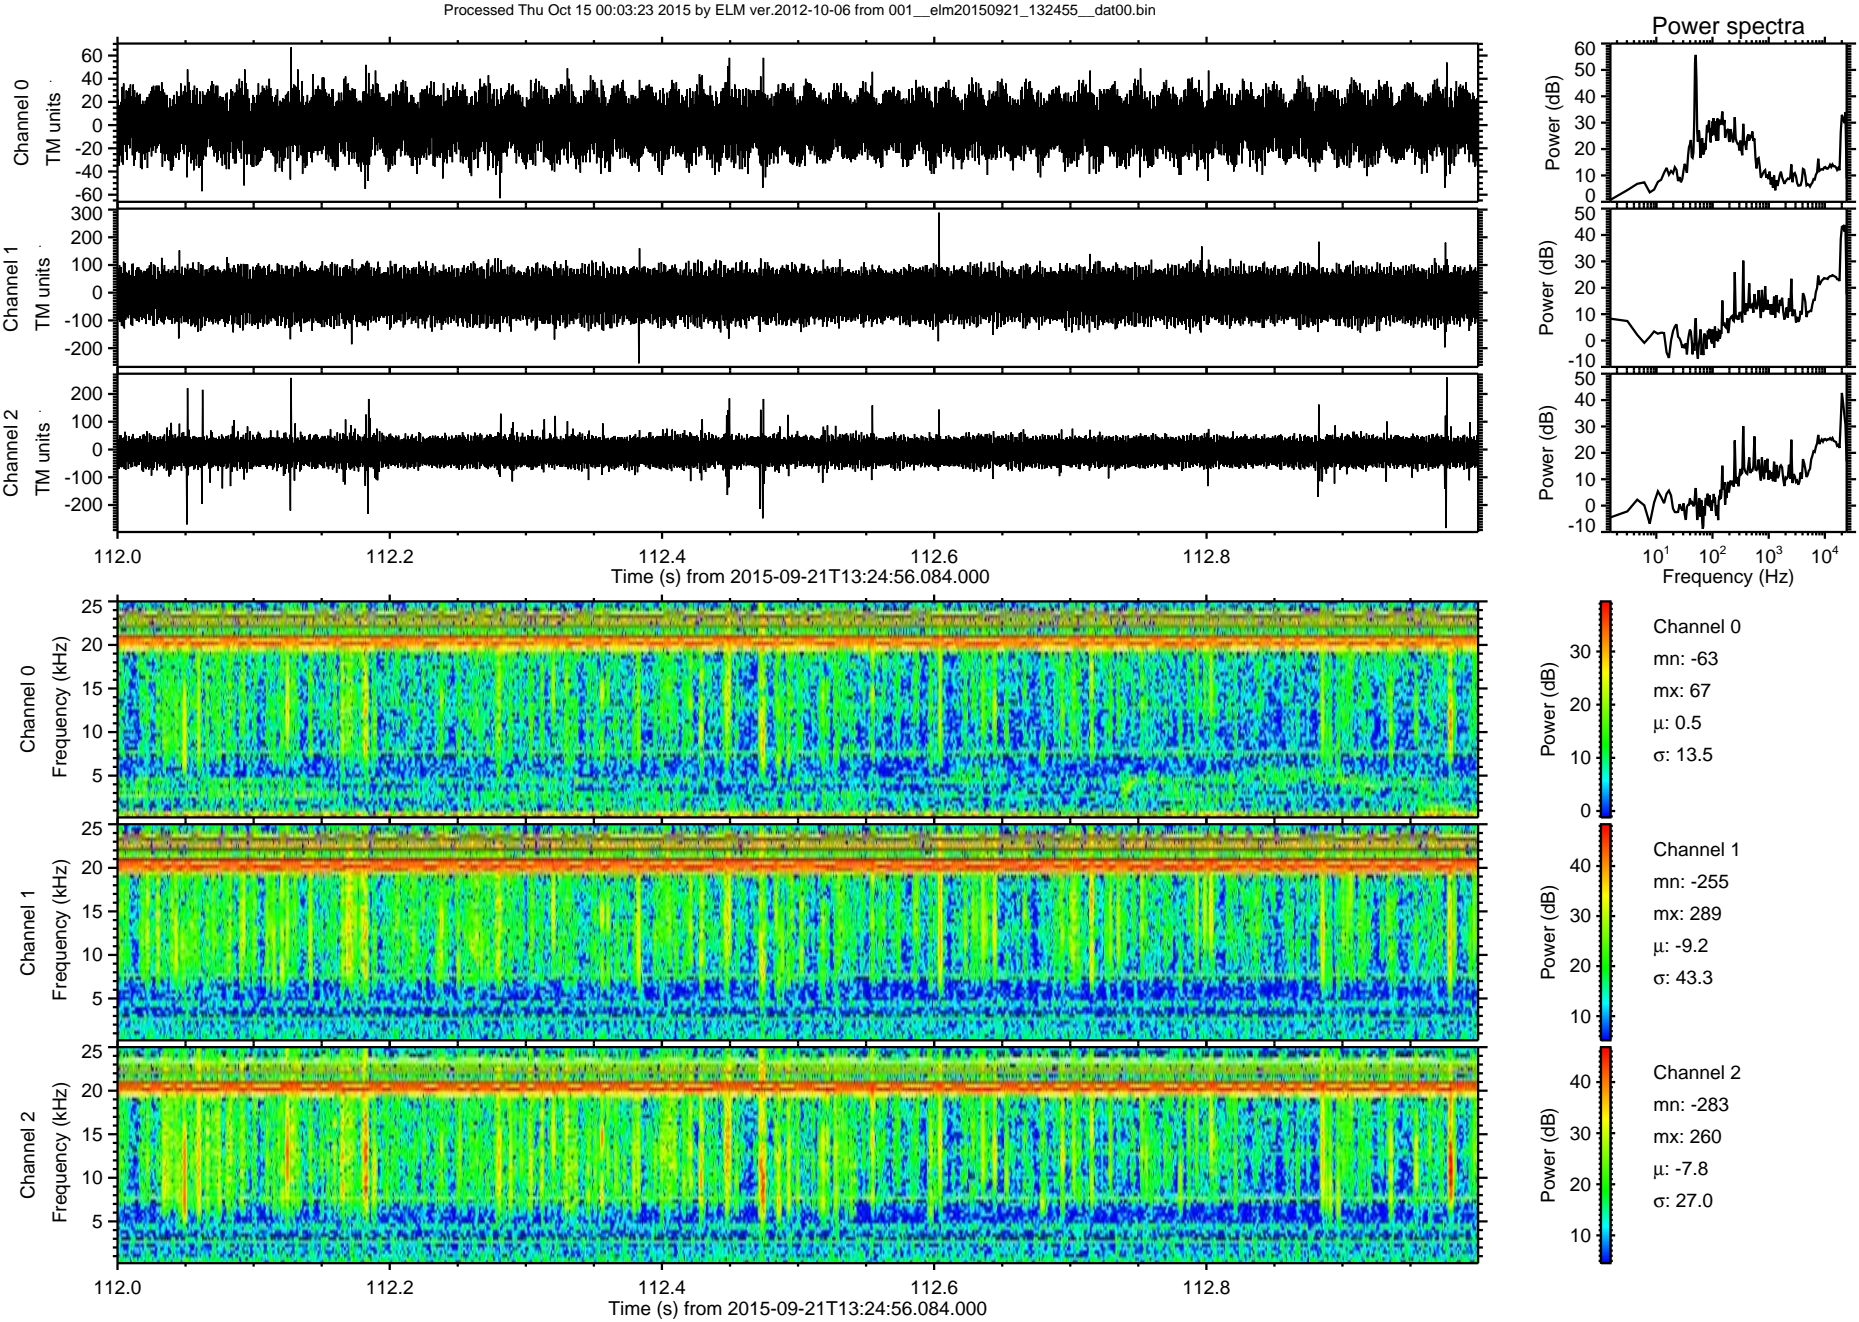 Processed Thu Oct 15 00:03:23 2015 by ELM ver.2012-10-06 from 001__elm20150921_132455__dat00.bin
Power spectra
Channel 0
TM units
60
40
20
0
-20
-40
-60
Power (dB)
60
50
40
30
20
10
0
Channel 1
TM units
300
200
100
0
-100
-200
Power (dB)
50
40
30
20
10
0
-10
Channel 2
TM units
200
100
0
-100
-200
Power (dB)
50
40
30
20
10
0
-10
112.0 112.2 112.4 112.6 112.8
Time (s) from 2015-09-21T13:24:56.084.000
10^1 10^2 10^3 10^4
Frequency (Hz)
Channel 0
Frequency (kHz)
25
20
15
10
5
Power (dB)
30
20
10
0
Channel 0
mn: -63
mx: 67
μ: 0.5
σ: 13.5
Channel 1
Frequency (kHz)
25
20
15
10
5
Power (dB)
40
30
20
10
Channel 1
mn: -255
mx: 289
μ: -9.2
σ: 43.3
Channel 2
Frequency (kHz)
25
20
15
10
5
Power (dB)
40
30
20
10
Channel 2
mn: -283
mx: 260
μ: -7.8
σ: 27.0
112.0 112.2 112.4 112.6 112.8
Time (s) from 2015-09-21T13:24:56.084.000